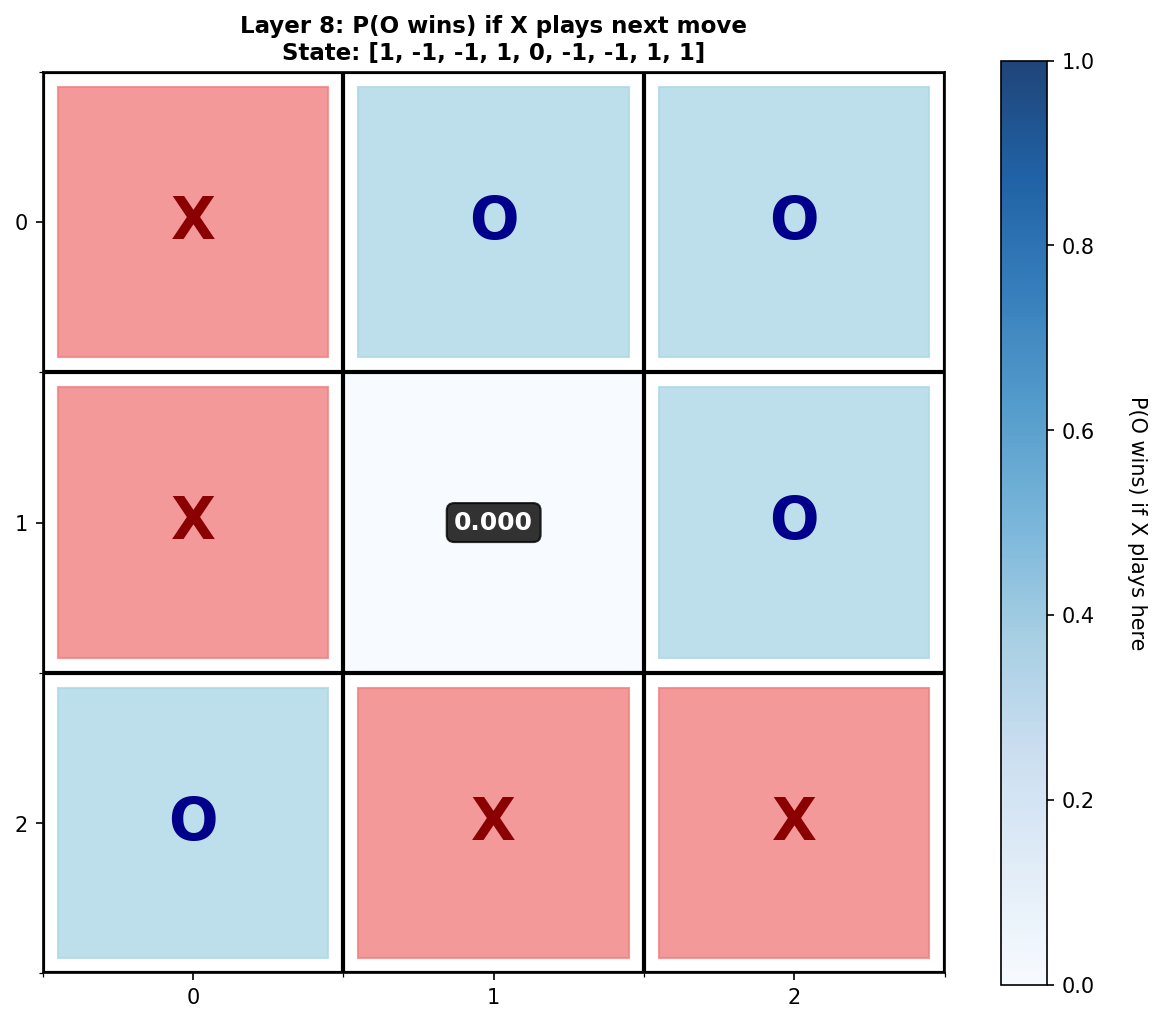 Layer 8: P(O wins) if X plays next move
State: [1, -1, -1, 1, 0, -1, -1, 1, 1]
0
X
O
O
1
X
0.000
O
2
O
X
X
0
1
2
1.0
0.8
0.6
0.4
0.2
0.0
P(O wins) if X plays here